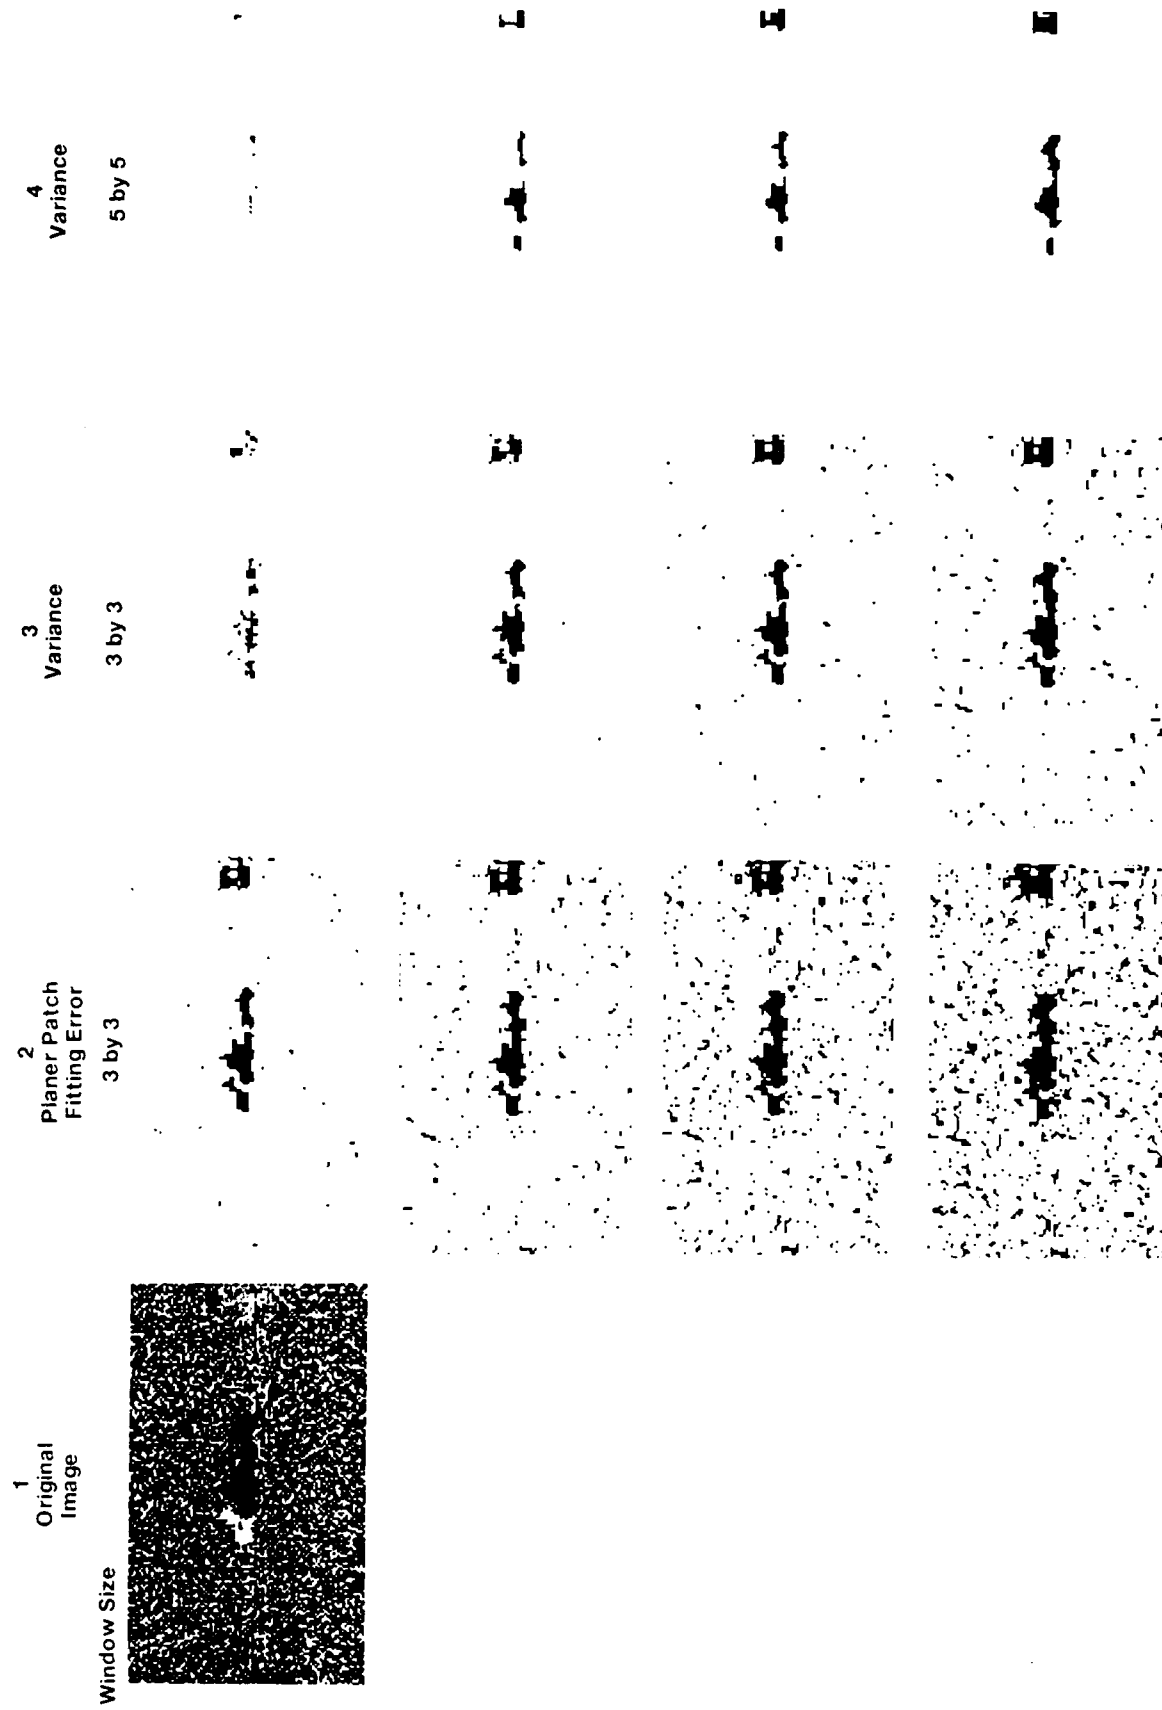 1
Original
Image
Window Size
2
Planer Patch
Fitting Error
3 by 3
3
Variance
3 by 3
4
Variance
5 by 5